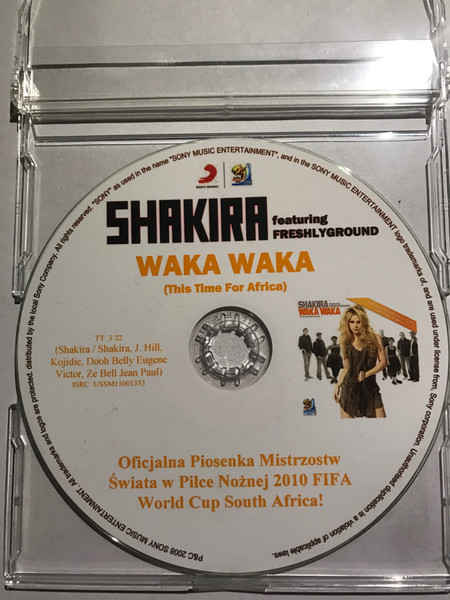 SONY MUSIC
SHAKIRA featuring
FRESHLYGROUND
WAKA WAKA
(This Time For Africa)
TT 3:22
(Shakira / Shakira, J. Hill,
Kojidie, Dooh Belly Eugene
Victor, Ze Bell Jean Paul)
ISRC USSM11001353
SHAKIRA
WAKA WAKA
Oficjalna Piosenka Mistrzostw
Świata w Piłce Nożnej 2010 FIFA
World Cup South Africa!
P&C 2008 SONY MUSIC ENTERTAINMENT. All trademarks and logos are protected. distributed by the local Sony Company. All rights reserved. "SONY" as used in the name "SONY MUSIC ENTERTAINMENT", and in the SONY MUSIC ENTERTAINMENT logo trademarks of, and are used under license from, Sony corporation. Unauthorised duplication is a violation of applicable laws.